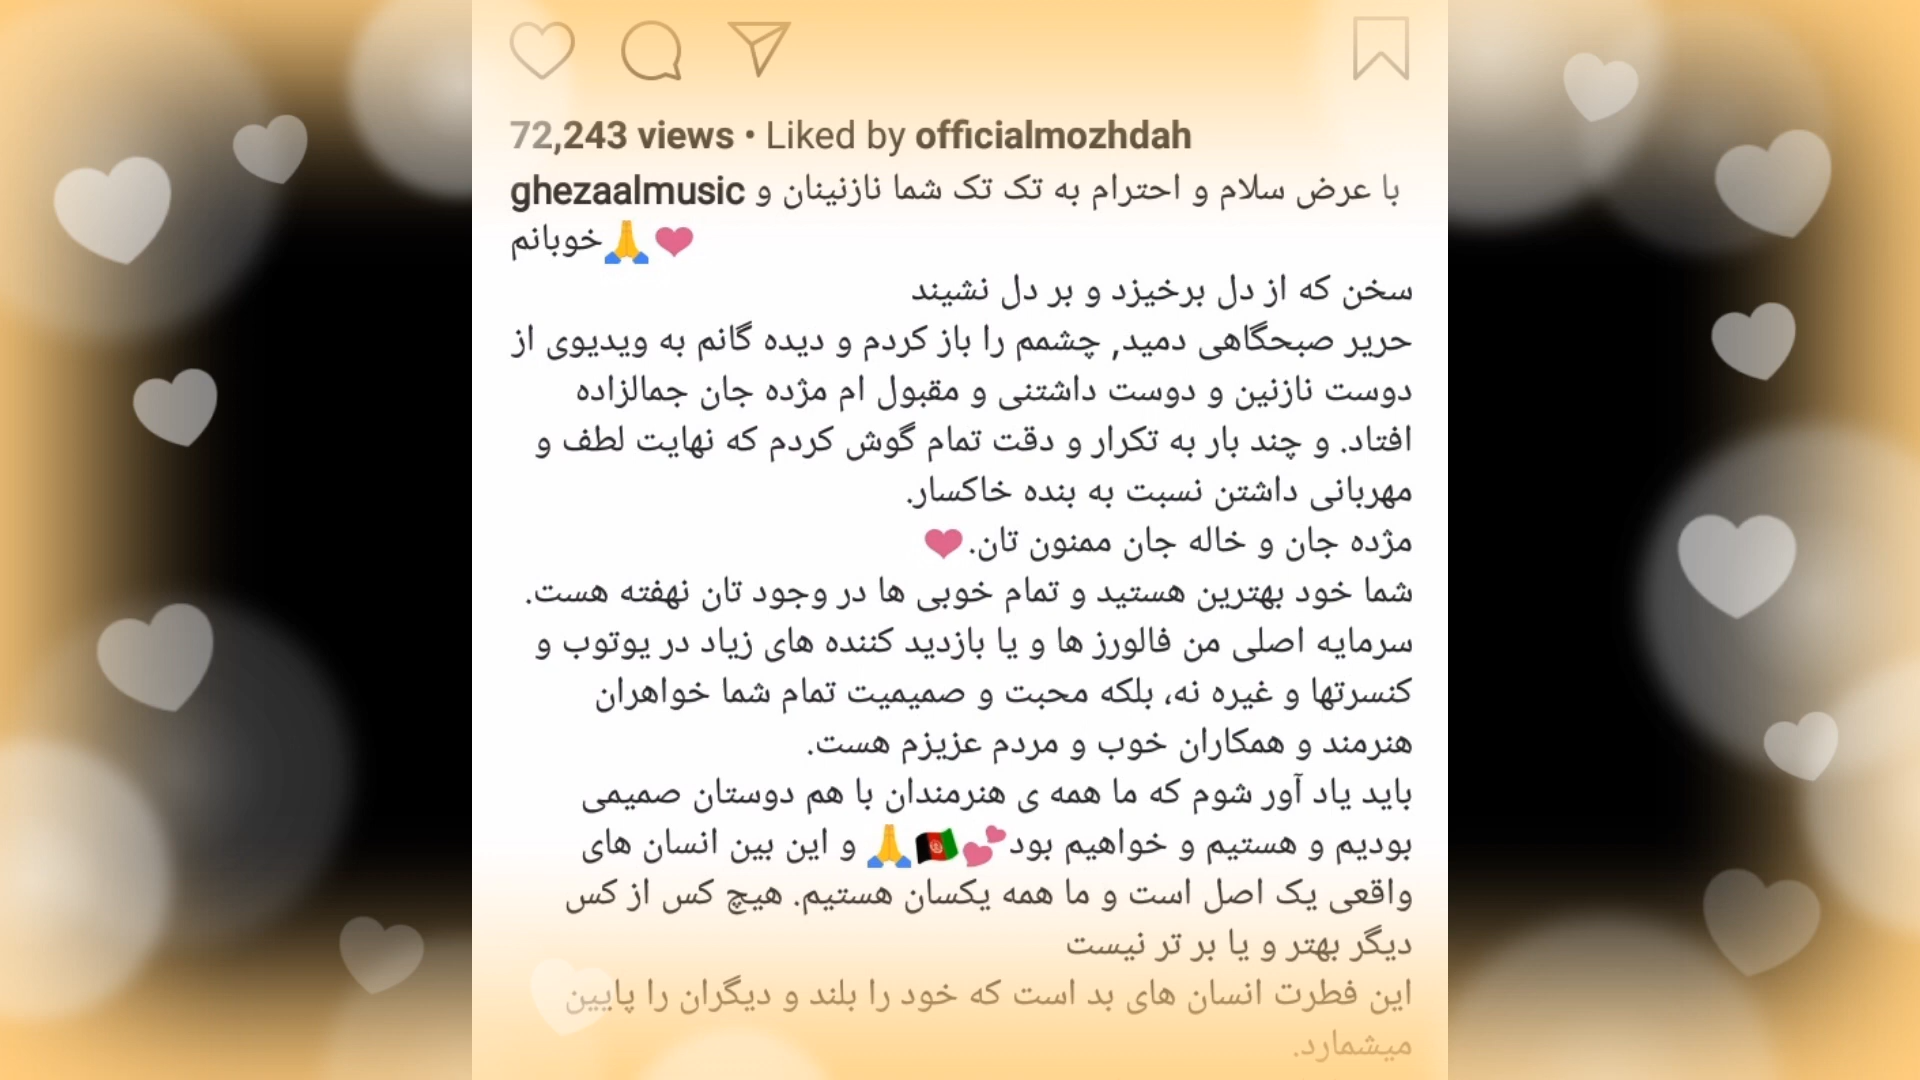 72,243 views • Liked by officialmozhdah
ghezaalmusic با عرض سلام و احترام به تک تک شما نازنینان و
خوبانم🙏❤
سخن که از دل برخیزد و بر دل نشیند
حریر صبحگاهی دمید, چشمم را باز کردم و دیده گانم به ویدیوی از
دوست نازنین و دوست داشتنی و مقبول ام مژده جان جمالزاده
افتاد. و چند بار به تکرار و دقت تمام گوش کردم که نهایت لطف و
مهربانی داشتن نسبت به بنده خاکسار.
مژده جان و خاله جان ممنون تان.❤
شما خود بهترین هستید و تمام خوبی ها در وجود تان نهفته هست.
سرمایه اصلی من فالورز ها و یا بازدید کننده های زیاد در یوتوب و
کنسرتها و غیره نه، بلکه محبت و صمیمیت تمام شما خواهران
هنرمند و همکاران خوب و مردم عزیزم هست.
باید یاد آور شوم که ما همه ی هنرمندان با هم دوستان صمیمی
بودیم و هستیم و خواهیم بود💕🇦🇫🙏 و این بین انسان های
واقعی یک اصل است و ما همه یکسان هستیم. هیچ کس از کس
دیگر بهتر و یا بر تر نیست
این فطرت انسان های بد است که خود را بلند و دیگران را پایین
میشمارد.